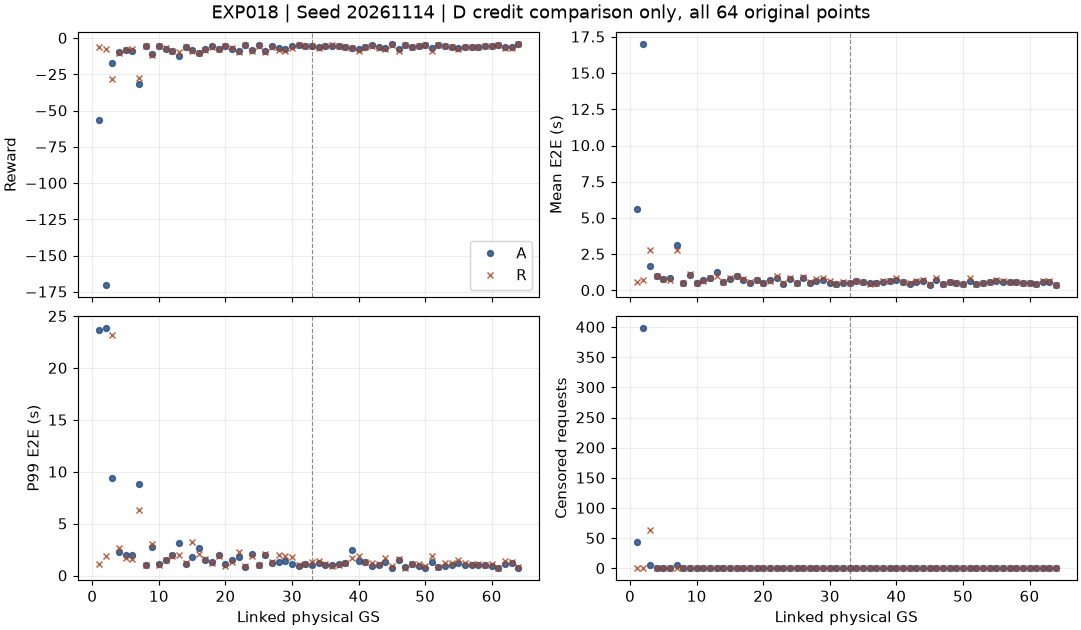 EXP018 | Seed 20261114 | D credit comparison only, all 64 original points
0
−25
−50
−75
−100
−125
−150
−175
Reward
A
R
17.5
15.0
12.5
10.0
7.5
5.0
2.5
0.0
Mean E2E (s)
25
20
15
10
5
0
P99 E2E (s)
0 10 20 30 40 50 60
Linked physical GS
400
350
300
250
200
150
100
50
0
Censored requests
0 10 20 30 40 50 60
Linked physical GS